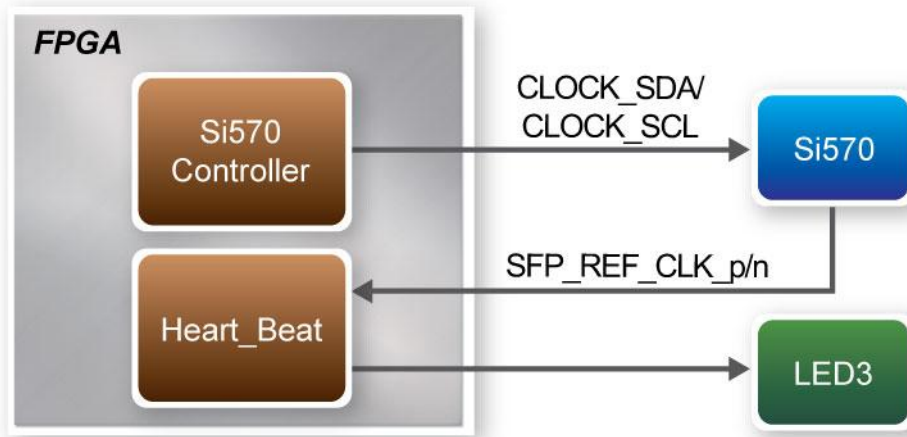 FPGA
Si570
Controller
CLOCK_SDA/
CLOCK_SCL
Si570
SFP_REF_CLK_p/n
Heart_Beat
LED3